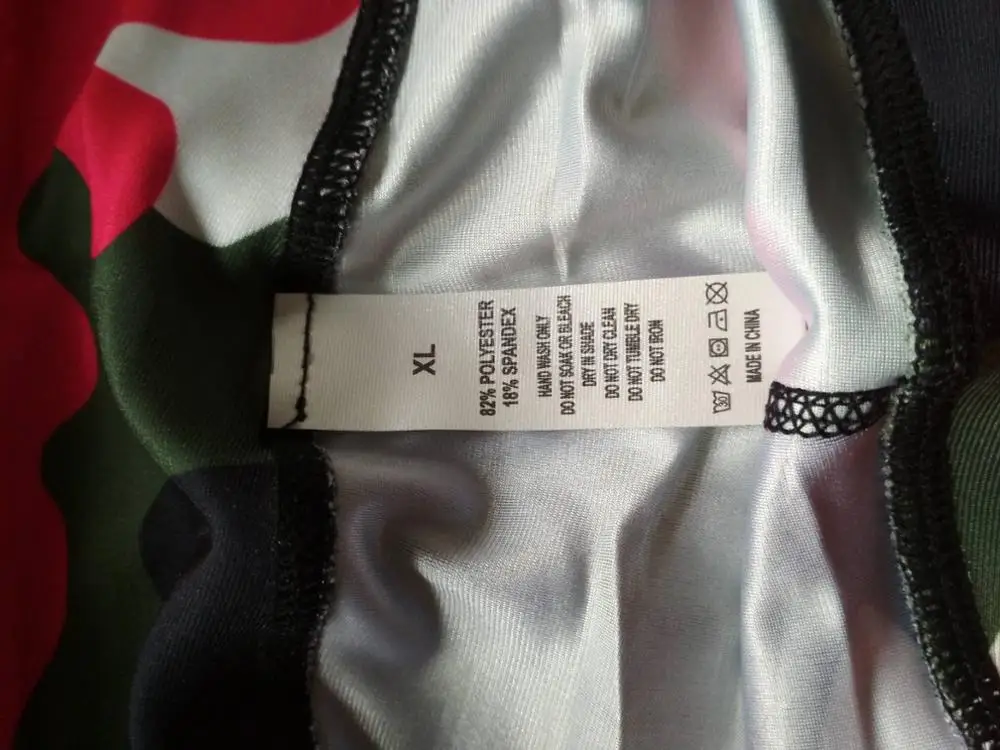 XL
82% POLYESTER
18% SPANDEX
HAND WASH ONLY
DO NOT SOAK OR BLEACH
DRY IN SHADE
DO NOT DRY CLEAN
DO NOT TUMBLE DRY
DO NOT IRON
30
MADE IN CHINA